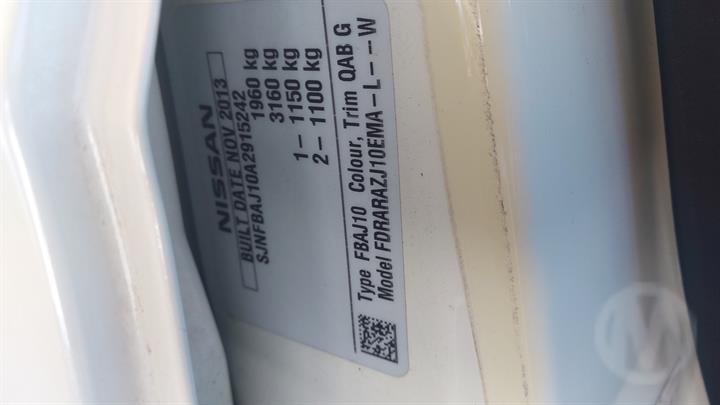 NISSAN
BUILT DATE NOV 2013
SJNFBAJ10A2915242
1960 kg
3160 kg
1– 1150 kg
2– 1100 kg
Type FBAJ10 Colour, Trim QAB G
Model FDRARAZJ10EMA–L––W
M